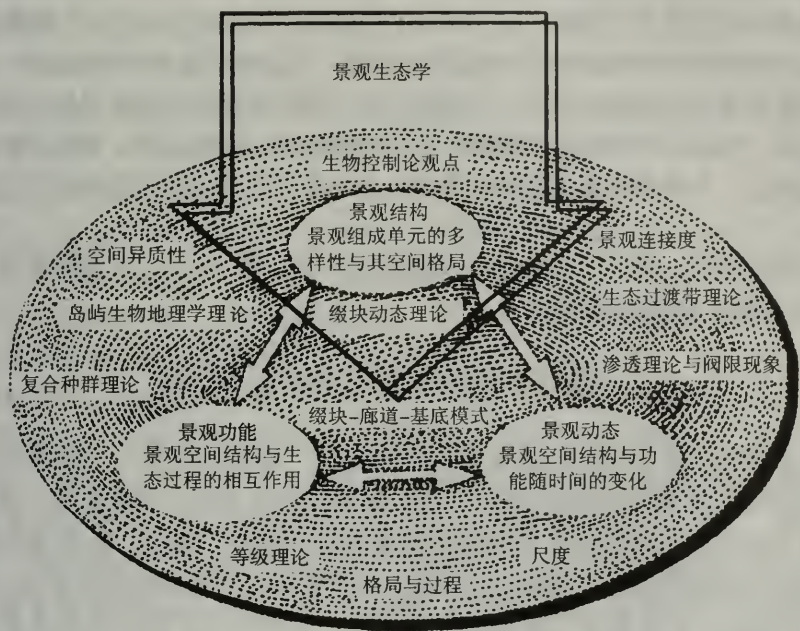 景观生态学
生物控制论观点
景观结构
景观组成单元的多
样性与其空间格局
空间异质性
景观连接度
岛屿生物地理学理论
缀块动态理论
生态过渡带理论
复合种群理论
渗透理论与阀限现象
缀块-廊道-基底模式
景观功能
景观空间结构与生
态过程的相互作用
景观动态
景观空间结构与功
能随时间的变化
等级理论
尺度
格局与过程